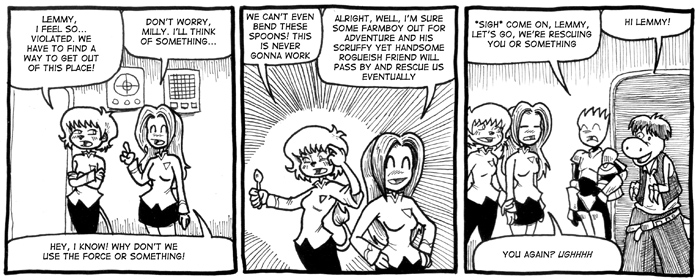 LEMMY,
I FEEL SO...
VIOLATED. WE
HAVE TO FIND A
WAY TO GET OUT
OF THIS PLACE!
DON'T WORRY,
MILLY. I'LL THINK
OF SOMETHING...
HEY, I KNOW! WHY DON'T WE
USE THE FORCE OR SOMETHING!
WE CAN'T EVEN
BEND THESE
SPOONS! THIS
IS NEVER
GONNA WORK
ALRIGHT, WELL, I'M SURE
SOME FARMBOY OUT FOR
ADVENTURE AND HIS
SCRUFFY YET HANDSOME
ROGUEISH FRIEND WILL
PASS BY AND RESCUE US
EVENTUALLY
*SIGH* COME ON, LEMMY,
LET'S GO, WE'RE RESCUING
YOU OR SOMETHING
HI LEMMY!
YOU AGAIN? UGHHHH